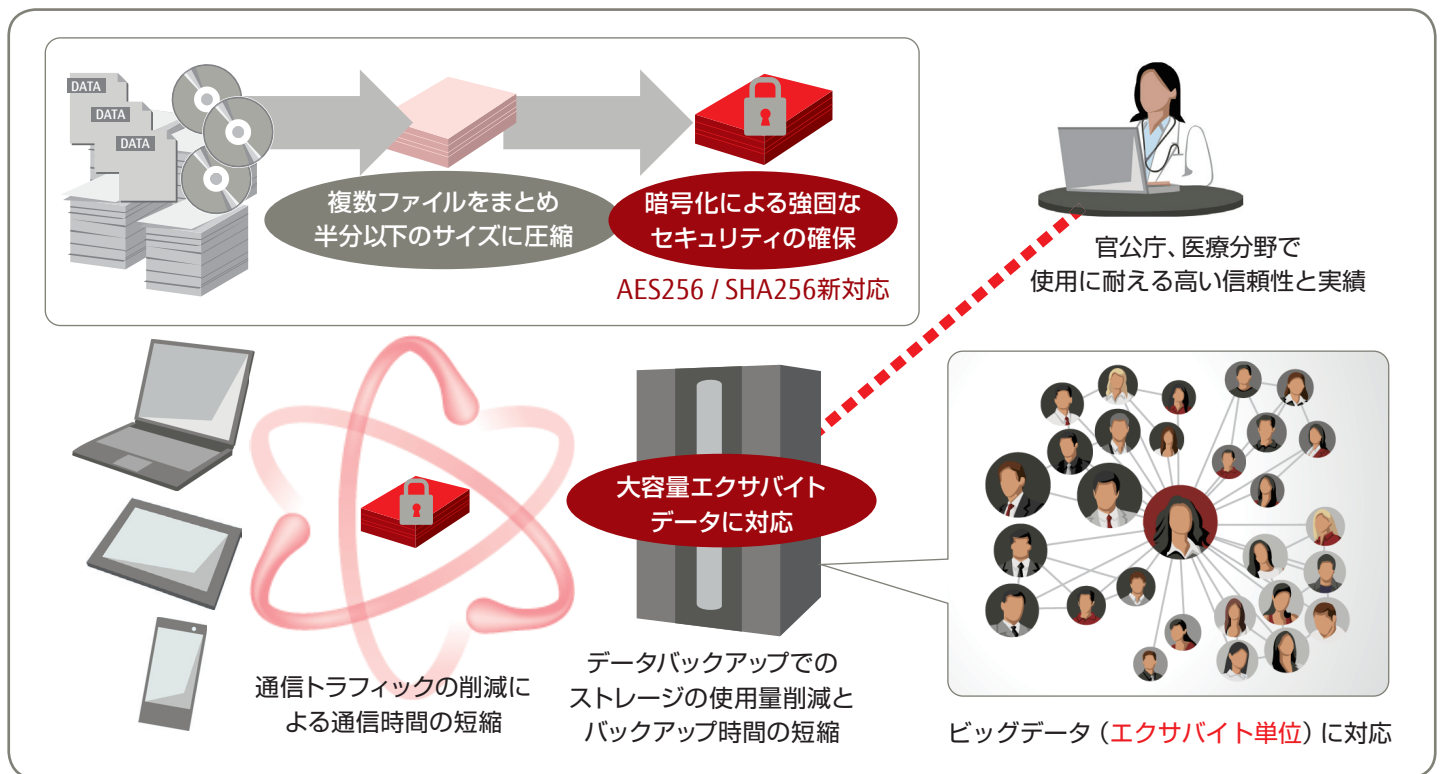 DATA
DATA
DATA
複数ファイルをまとめ
半分以下のサイズに圧縮
暗号化による強固な
セキュリティの確保
AES256 / SHA256新対応
官公庁、医療分野で
使用に耐える高い信頼性と実績
大容量エクサバイト
データに対応
通信トラフィックの削減に
よる通信時間の短縮
データバックアップでの
ストレージの使用量削減と
バックアップ時間の短縮
ビッグデータ（エクサバイト単位）に対応